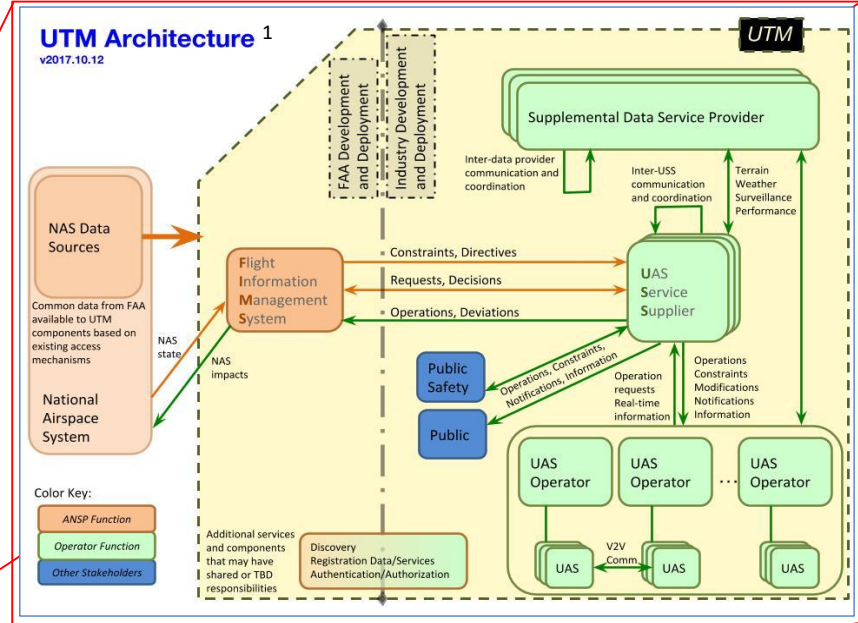 UTM Architecture 1
v2017.10.12
UTM
FAA Development
and Deployment
Industry Development
and Deployment
Supplemental Data Service Provider
Inter-data provider
communication and
coordination
Inter-USS
communication
and coordination
Terrain
Weather
Surveillance
Performance
NAS Data
Sources
Common data from FAA
available to UTM
components based on
existing access
mechanisms
National
Airspace
System
NAS
state
NAS
impacts
Flight
Information
Management
System
Constraints, Directives
Requests, Decisions
Operations, Deviations
UAS
Service
Supplier
Public
Safety
Public
Operations, Constraints,
Notifications, Information
Operation
requests
Real-time
information
Operations
Constraints
Modifications
Notifications
Information
UAS
Operator
UAS
Operator
...
UAS
Operator
UAS
V2V
Comm.
UAS
UAS
Color Key:
ANSP Function
Operator Function
Other Stakeholders
Additional services
and components
that may have
shared or TBD
responsibilities
Discovery
Registration Data/Services
Authentication/Authorization